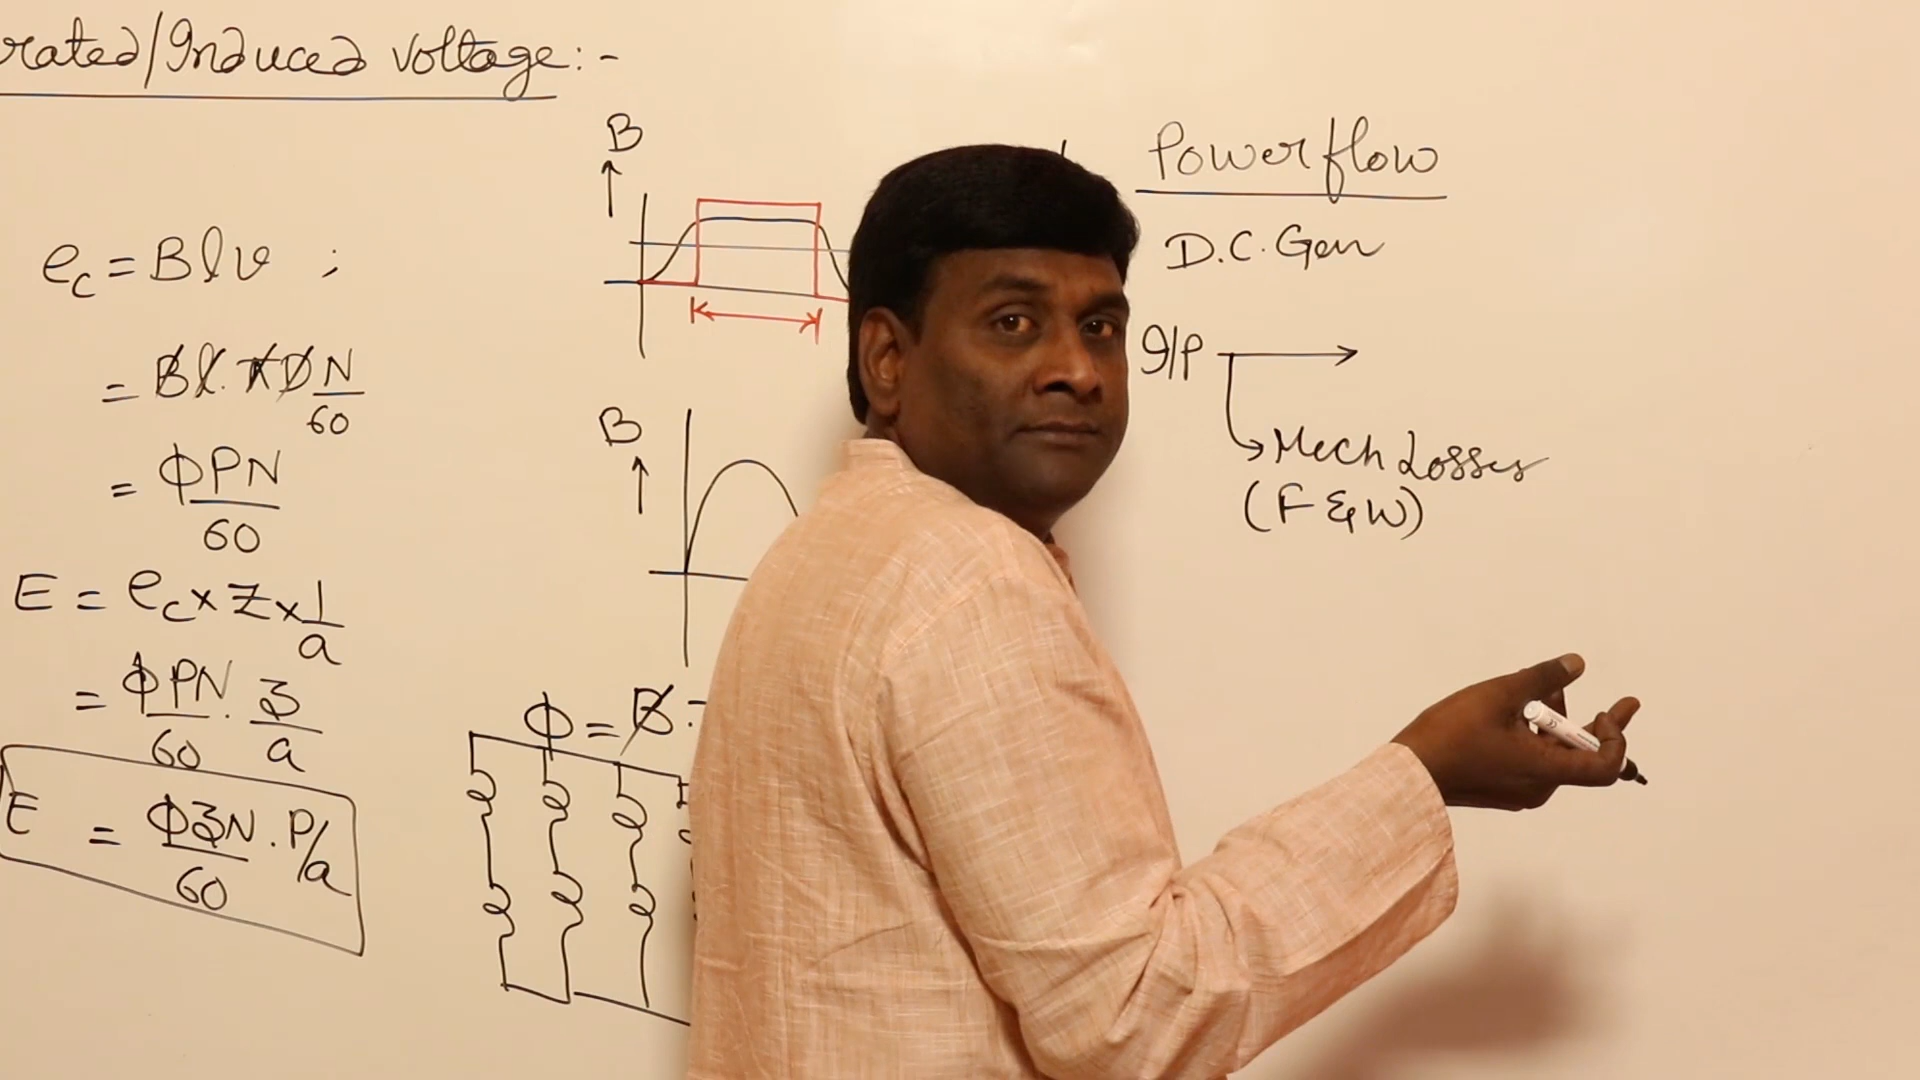 rated/Induced voltage:-
e_c = Blv ;
= Bl.πDN/60
= ΦPN/60
E = e_c × Z × 1/a
= ΦPN/60 . Z/a
E = ΦZN/60 . P/a
B
B
Φ = B.
Power flow
D.C. Gen
I/P
Mech Losses
(F & W)